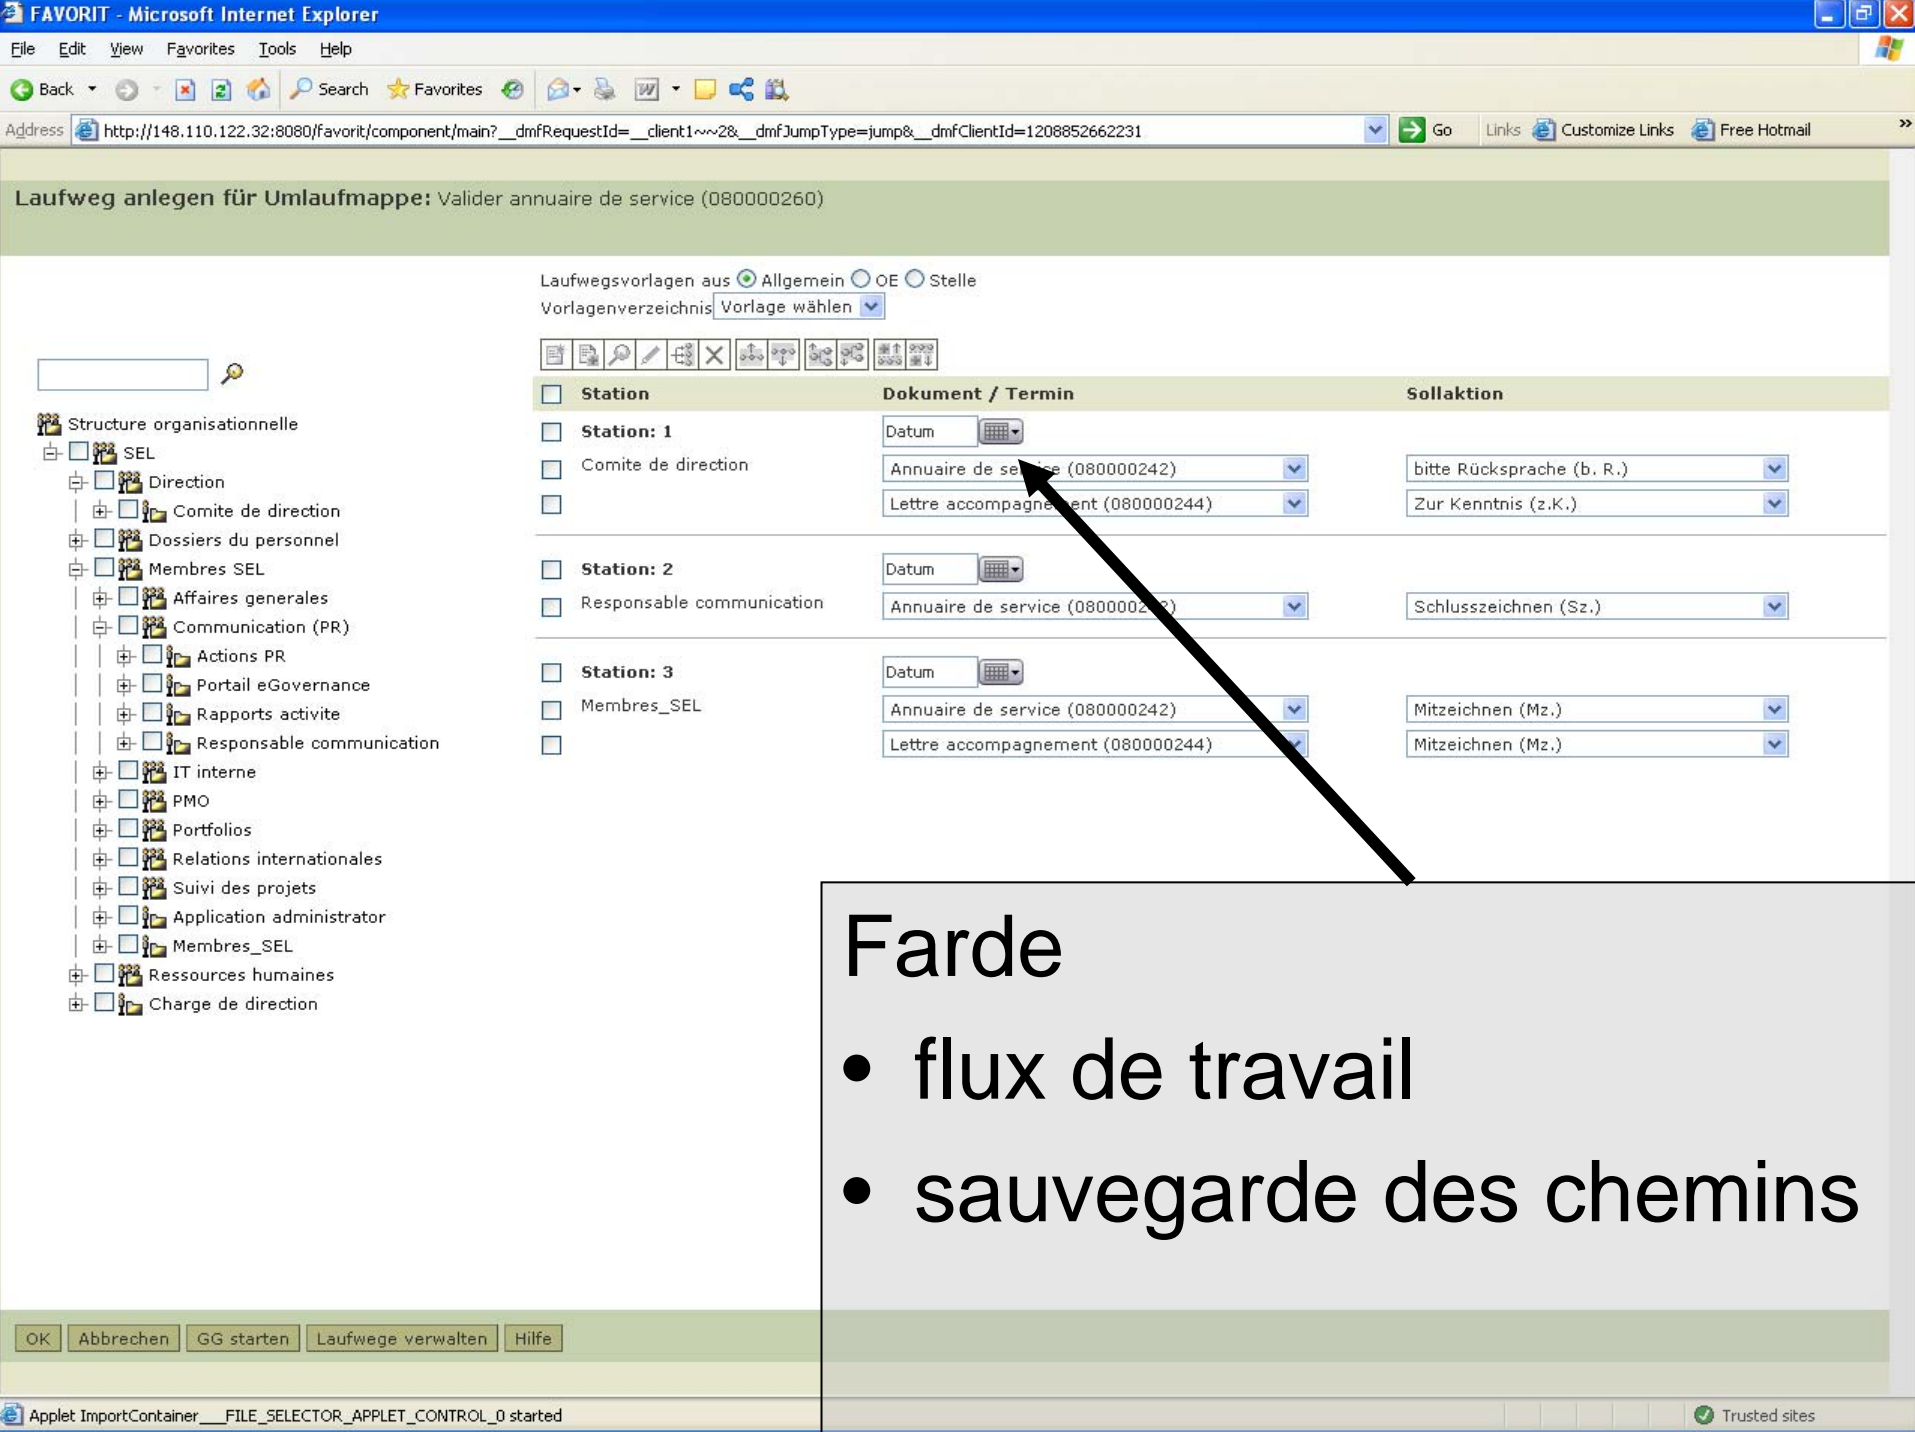 FAVORIT - Microsoft Internet Explorer
File Edit View Favorites Tools Help
Back Search Favorites
Address http://148.110.122.32:8080/favorit/component/main?__dmfRequestId=__client1~~2&__dmfJumpType=jump&__dmfClientId=1208852662231 Go Links Customize Links Free Hotmail »
Laufweg anlegen für Umlaufmappe: Valider annuaire de service (080000260)
Laufwegsvorlagen aus Allgemein OE Stelle
Vorlagenverzeichnis Vorlage wählen
Structure organisationnelle
SEL
Direction
Comite de direction
Dossiers du personnel
Membres SEL
Affaires generales
Communication (PR)
Actions PR
Portail eGovernance
Rapports activite
Responsable communication
IT interne
PMO
Portfolios
Relations internationales
Suivi des projets
Application administrator
Membres_SEL
Ressources humaines
Charge de direction
Station Dokument / Termin Sollaktion
Station: 1 Datum
Comite de direction Annuaire de service (080000242) bitte Rücksprache (b. R.)
Lettre accompagnement (080000244) Zur Kenntnis (z.K.)
Station: 2 Datum
Responsable communication Annuaire de service (080000242) Schlusszeichnen (Sz.)
Station: 3 Datum
Membres_SEL Annuaire de service (080000242) Mitzeichnen (Mz.)
Lettre accompagnement (080000244) Mitzeichnen (Mz.)
Farde
• flux de travail
• sauvegarde des chemins
OK Abbrechen GG starten Laufwege verwalten Hilfe
Applet ImportContainer___FILE_SELECTOR_APPLET_CONTROL_0 started Trusted sites